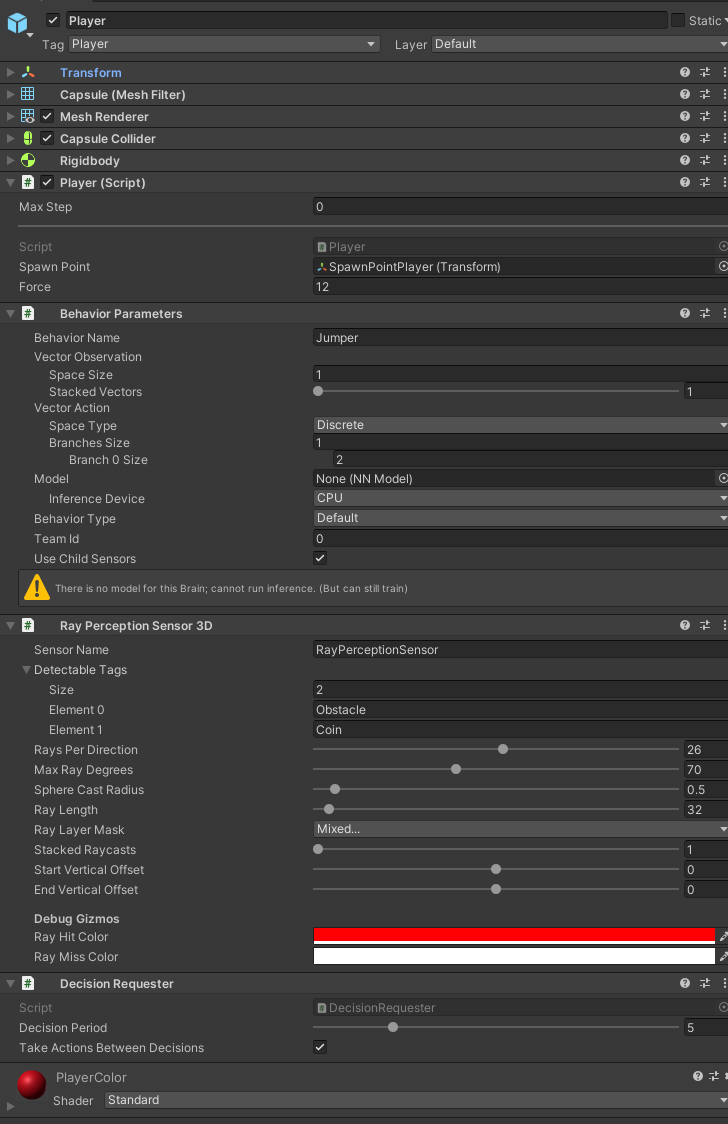 Player Static
Tag Player Layer Default
Transform
Capsule (Mesh Filter)
Mesh Renderer
Capsule Collider
Rigidbody
# Player (Script)
Max Step 0
Script # Player
Spawn Point SpawnPointPlayer (Transform)
Force 12
# Behavior Parameters
Behavior Name Jumper
Vector Observation
Space Size 1
Stacked Vectors 1
Vector Action
Space Type Discrete
Branches Size 1
Branch 0 Size 2
Model None (NN Model)
Inference Device CPU
Behavior Type Default
Team Id 0
Use Child Sensors
There is no model for this Brain; cannot run inference. (But can still train)
# Ray Perception Sensor 3D
Sensor Name RayPerceptionSensor
Detectable Tags
Size 2
Element 0 Obstacle
Element 1 Coin
Rays Per Direction 26
Max Ray Degrees 70
Sphere Cast Radius 0.5
Ray Length 32
Ray Layer Mask Mixed...
Stacked Raycasts 1
Start Vertical Offset 0
End Vertical Offset 0
Debug Gizmos
Ray Hit Color
Ray Miss Color
# Decision Requester
Script # DecisionRequester
Decision Period 5
Take Actions Between Decisions
PlayerColor
Shader Standard